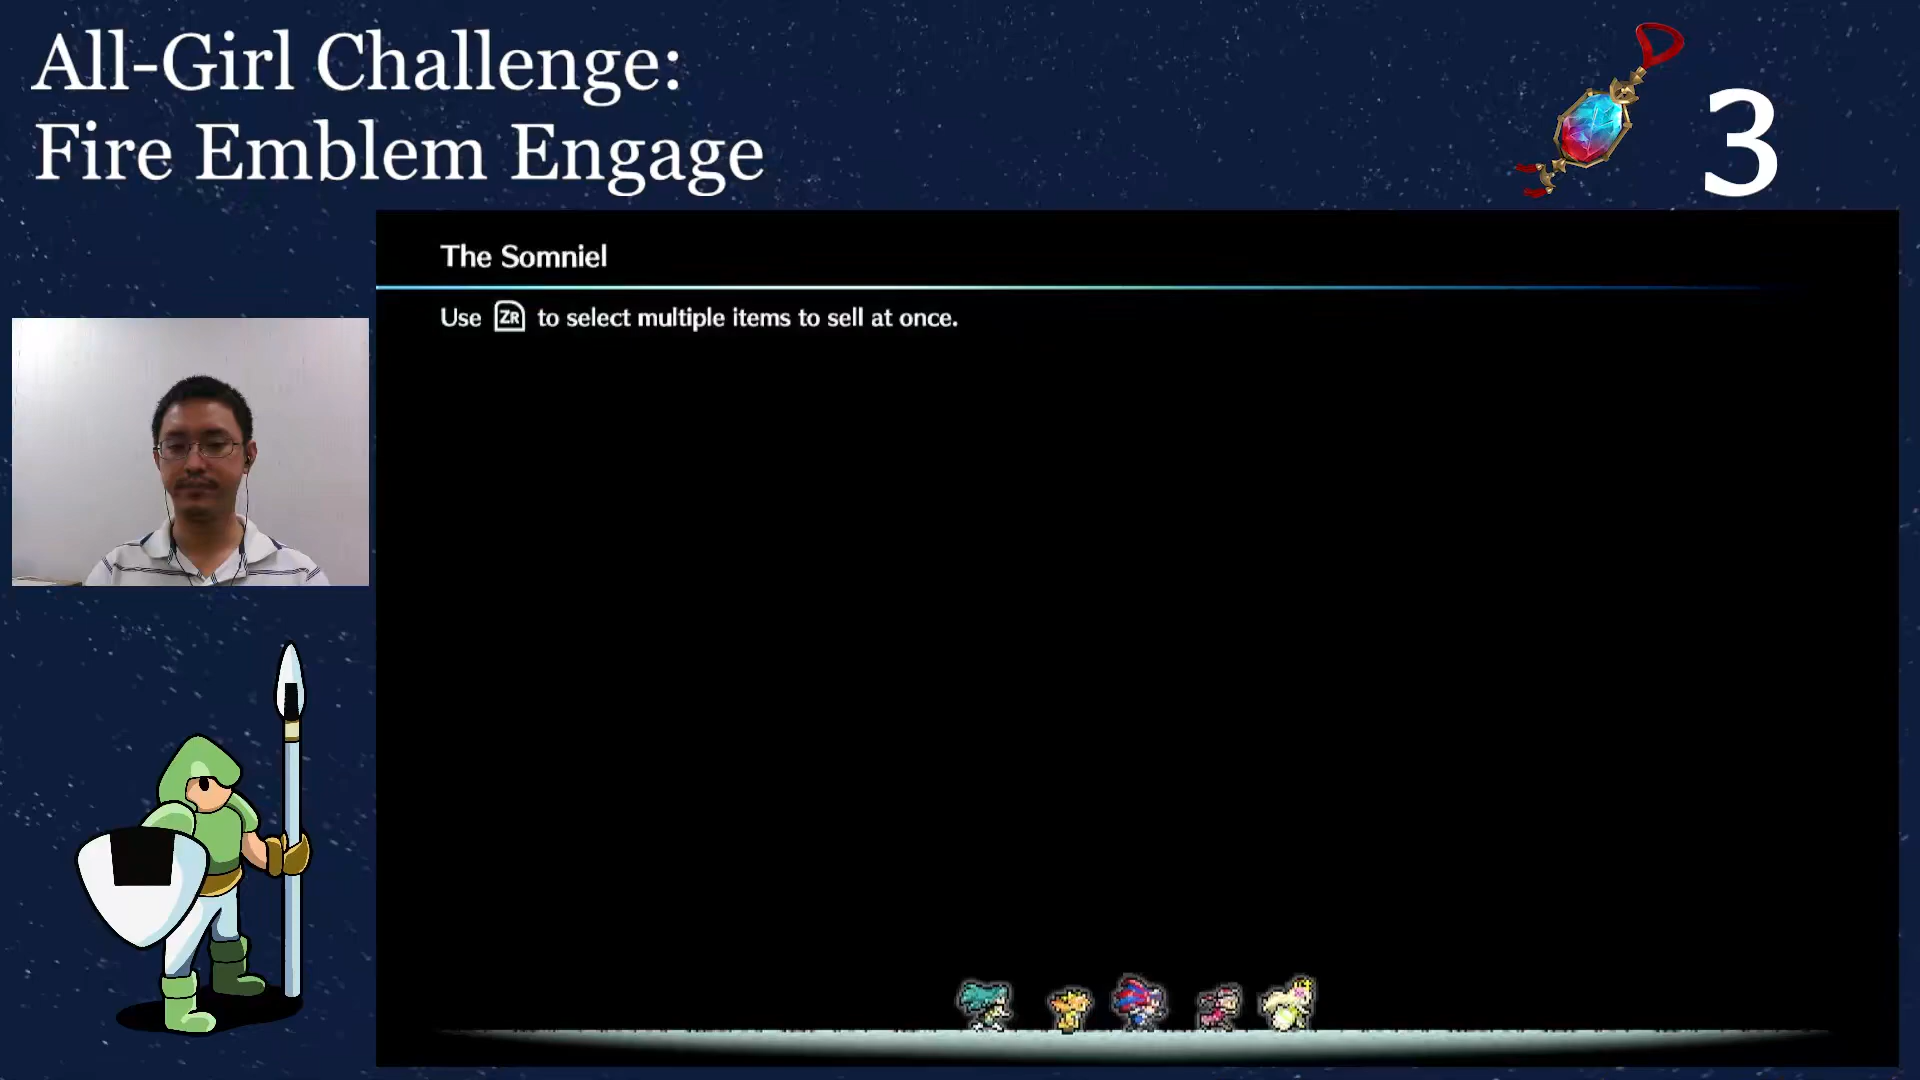 All-Girl Challenge:
Fire Emblem Engage
3
The Somniel
Use ZR to select multiple items to sell at once.